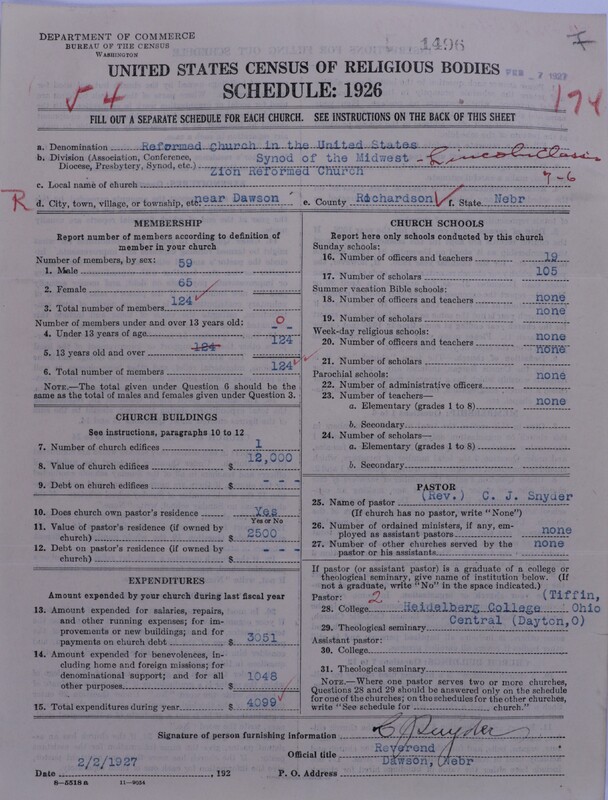 DEPARTMENT OF COMMERCE
BUREAU OF THE CENSUS
WASHINGTON
1496
UNITED STATES CENSUS OF RELIGIOUS BODIES
FEB 7 1927
SCHEDULE: 1926
4
174
FILL OUT A SEPARATE SCHEDULE FOR EACH CHURCH. SEE INSTRUCTIONS ON THE BACK OF THIS SHEET
a. Denomination Reformed Church in the United States
b. Division (Association, Conference, Diocese, Presbytery, Synod, etc.) Synod of the Midwest - Lincoln Classis
Zion Reformed Church
7-6
c. Local name of church
R
d. City, town, village, or township, etc. near Dawson e. County Richardson f. State Nebr
MEMBERSHIP
Report number of members according to definition of
member in your church
Number of members, by sex:
1. Male 59
2. Female 65
3. Total number of members 124
Number of members under and over 13 years old:
4. Under 13 years of age 0 - -
5. 13 years old and over 124 124
6. Total number of members 124
NOTE.—The total given under Question 6 should be the
same as the total of males and females given under Question 3.
CHURCH BUILDINGS
See instructions, paragraphs 10 to 12
7. Number of church edifices 1
8. Value of church edifices $ 12,000
9. Debt on church edifices $ - - -
10. Does church own pastor's residence Yes
Yes or No
11. Value of pastor's residence (if owned by
church) $ 2500
12. Debt on pastor's residence (if owned by
church) $ - - -
EXPENDITURES
Amount expended by your church during last fiscal year
13. Amount expended for salaries, repairs,
and other running expenses; for im-
provements or new buildings; and for
payments on church debt $ 3051
14. Amount expended for benevolences, in-
cluding home and foreign missions; for
denominational support; and for all
other purposes $ 1048
15. Total expenditures during year $ 4099
CHURCH SCHOOLS
Report here only schools conducted by this church
Sunday schools:
16. Number of officers and teachers 19
17. Number of scholars 105
Summer vacation Bible schools:
18. Number of officers and teachers none
19. Number of scholars none
Week-day religious schools:
20. Number of officers and teachers none
21. Number of scholars none
Parochial schools:
22. Number of administrative officers none
23. Number of teachers—
a. Elementary (grades 1 to 8) none
b. Secondary
24. Number of scholars—
a. Elementary (grades 1 to 8)
b. Secondary
PASTOR
25. Name of pastor (Rev.) C. J. Snyder
(If church has no pastor, write "None")
26. Number of ordained ministers, if any, em-
ployed as assistant pastors none
27. Number of other churches served by the
pastor or his assistants none
If pastor (or assistant pastor) is a graduate of a college or
theological seminary, give name of institution below. (If
not a graduate, write "No" in the space indicated.)
Pastor: 2 (Tiffin,
28. College Heidelberg College Ohio
29. Theological seminary Central (Dayton,O)
Assistant pastor:
30. College
31. Theological seminary
NOTE.—Where one pastor serves two or more churches,
Questions 28 and 29 should be answered only on the schedule
for one of the churches; on the schedules for the other churches,
write "See schedule for church."
Signature of person furnishing information C J Snyder
Official title Reverend
Date 2/2/1927, 192 P. O. Address Dawson, Nebr
8-5518 a